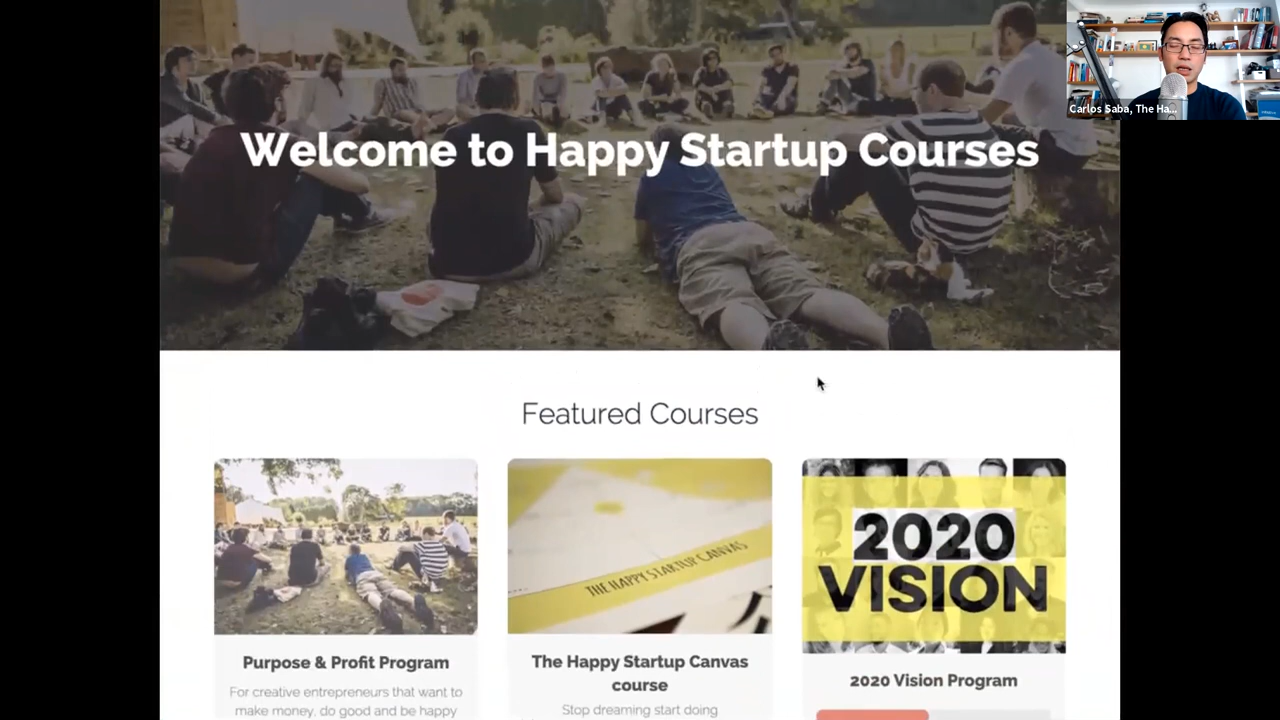 Carlos Saba, The Ha...
Welcome to Happy Startup Courses
Featured Courses
THE HAPPY STARTUP CANVAS
2020
VISION
Purpose & Profit Program
For creative entrepreneurs that want to
make money, do good and be happy
The Happy Startup Canvas
course
Stop dreaming start doing
2020 Vision Program